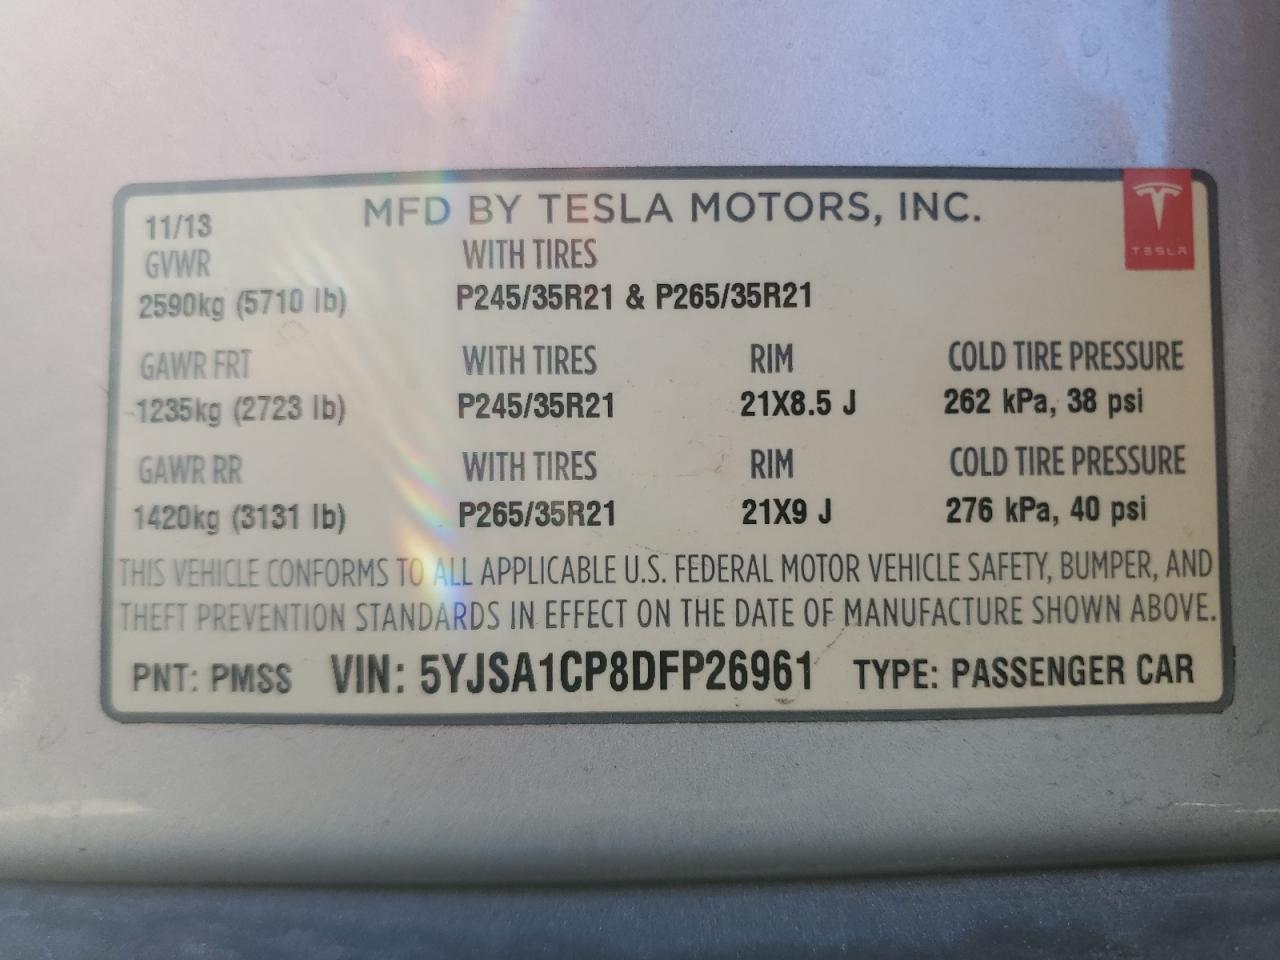 MFD BY TESLA MOTORS, INC.
TESLA
11/13
GVWR WITH TIRES
2590kg (5710 lb) P245/35R21 & P265/35R21
GAWR FRT WITH TIRES RIM COLD TIRE PRESSURE
1235kg (2723 lb) P245/35R21 21X8.5 J 262 kPa, 38 psi
GAWR RR WITH TIRES RIM COLD TIRE PRESSURE
1420kg (3131 lb) P265/35R21 21X9 J 276 kPa, 40 psi
THIS VEHICLE CONFORMS TO ALL APPLICABLE U.S. FEDERAL MOTOR VEHICLE SAFETY, BUMPER, AND
THEFT PREVENTION STANDARDS IN EFFECT ON THE DATE OF MANUFACTURE SHOWN ABOVE.
PNT: PMSS VIN: 5YJSA1CP8DFP26961 TYPE: PASSENGER CAR